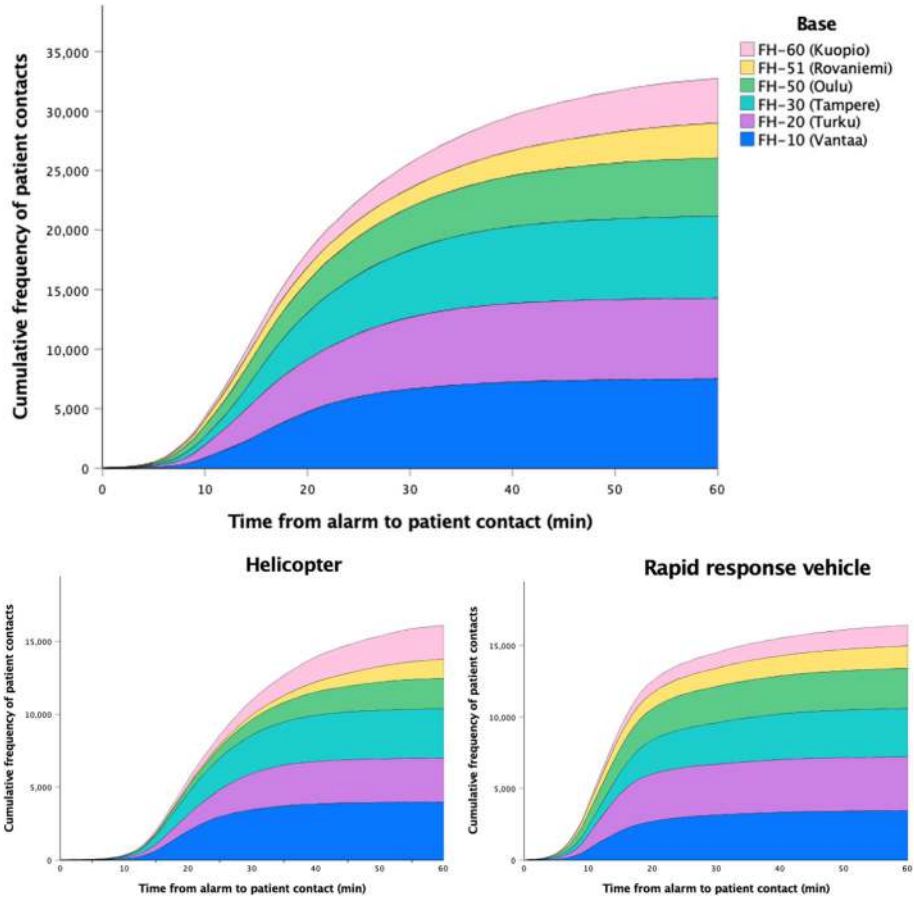 Base
FH-60 (Kuopio)
FH-51 (Rovaniemi)
FH-50 (Oulu)
FH-30 (Tampere)
FH-20 (Turku)
FH-10 (Vantaa)
Cumulative frequency of patient contacts
35,000
30,000
25,000
20,000
15,000
10,000
5,000
0
0 10 20 30 40 50 60
Time from alarm to patient contact (min)
Helicopter
Cumulative frequency of patient contacts
15,000
10,000
5,000
0
0 10 20 30 40 50 60
Time from alarm to patient contact (min)
Rapid response vehicle
Cumulative frequency of patient contacts
15,000
10,000
5,000
0
0 10 20 30 40 50 60
Time from alarm to patient contact (min)